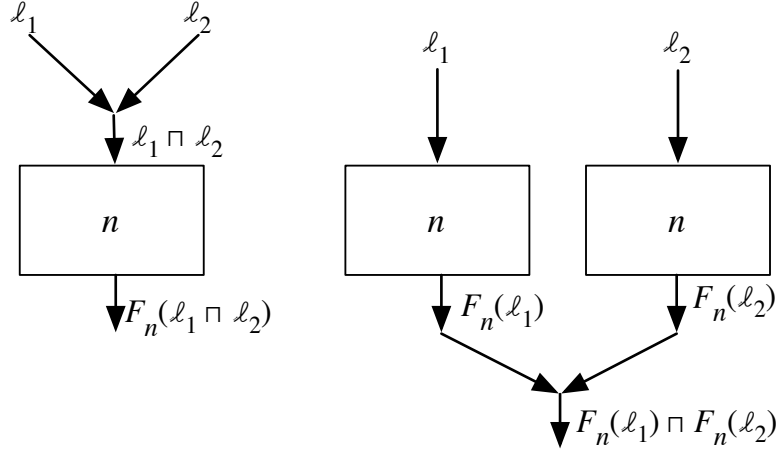 ℓ₁ ℓ₂
ℓ₁ ⊓ ℓ₂
n
Fₙ(ℓ₁ ⊓ ℓ₂)
ℓ₁ ℓ₂
n n
Fₙ(ℓ₁) Fₙ(ℓ₂)
Fₙ(ℓ₁) ⊓ Fₙ(ℓ₂)